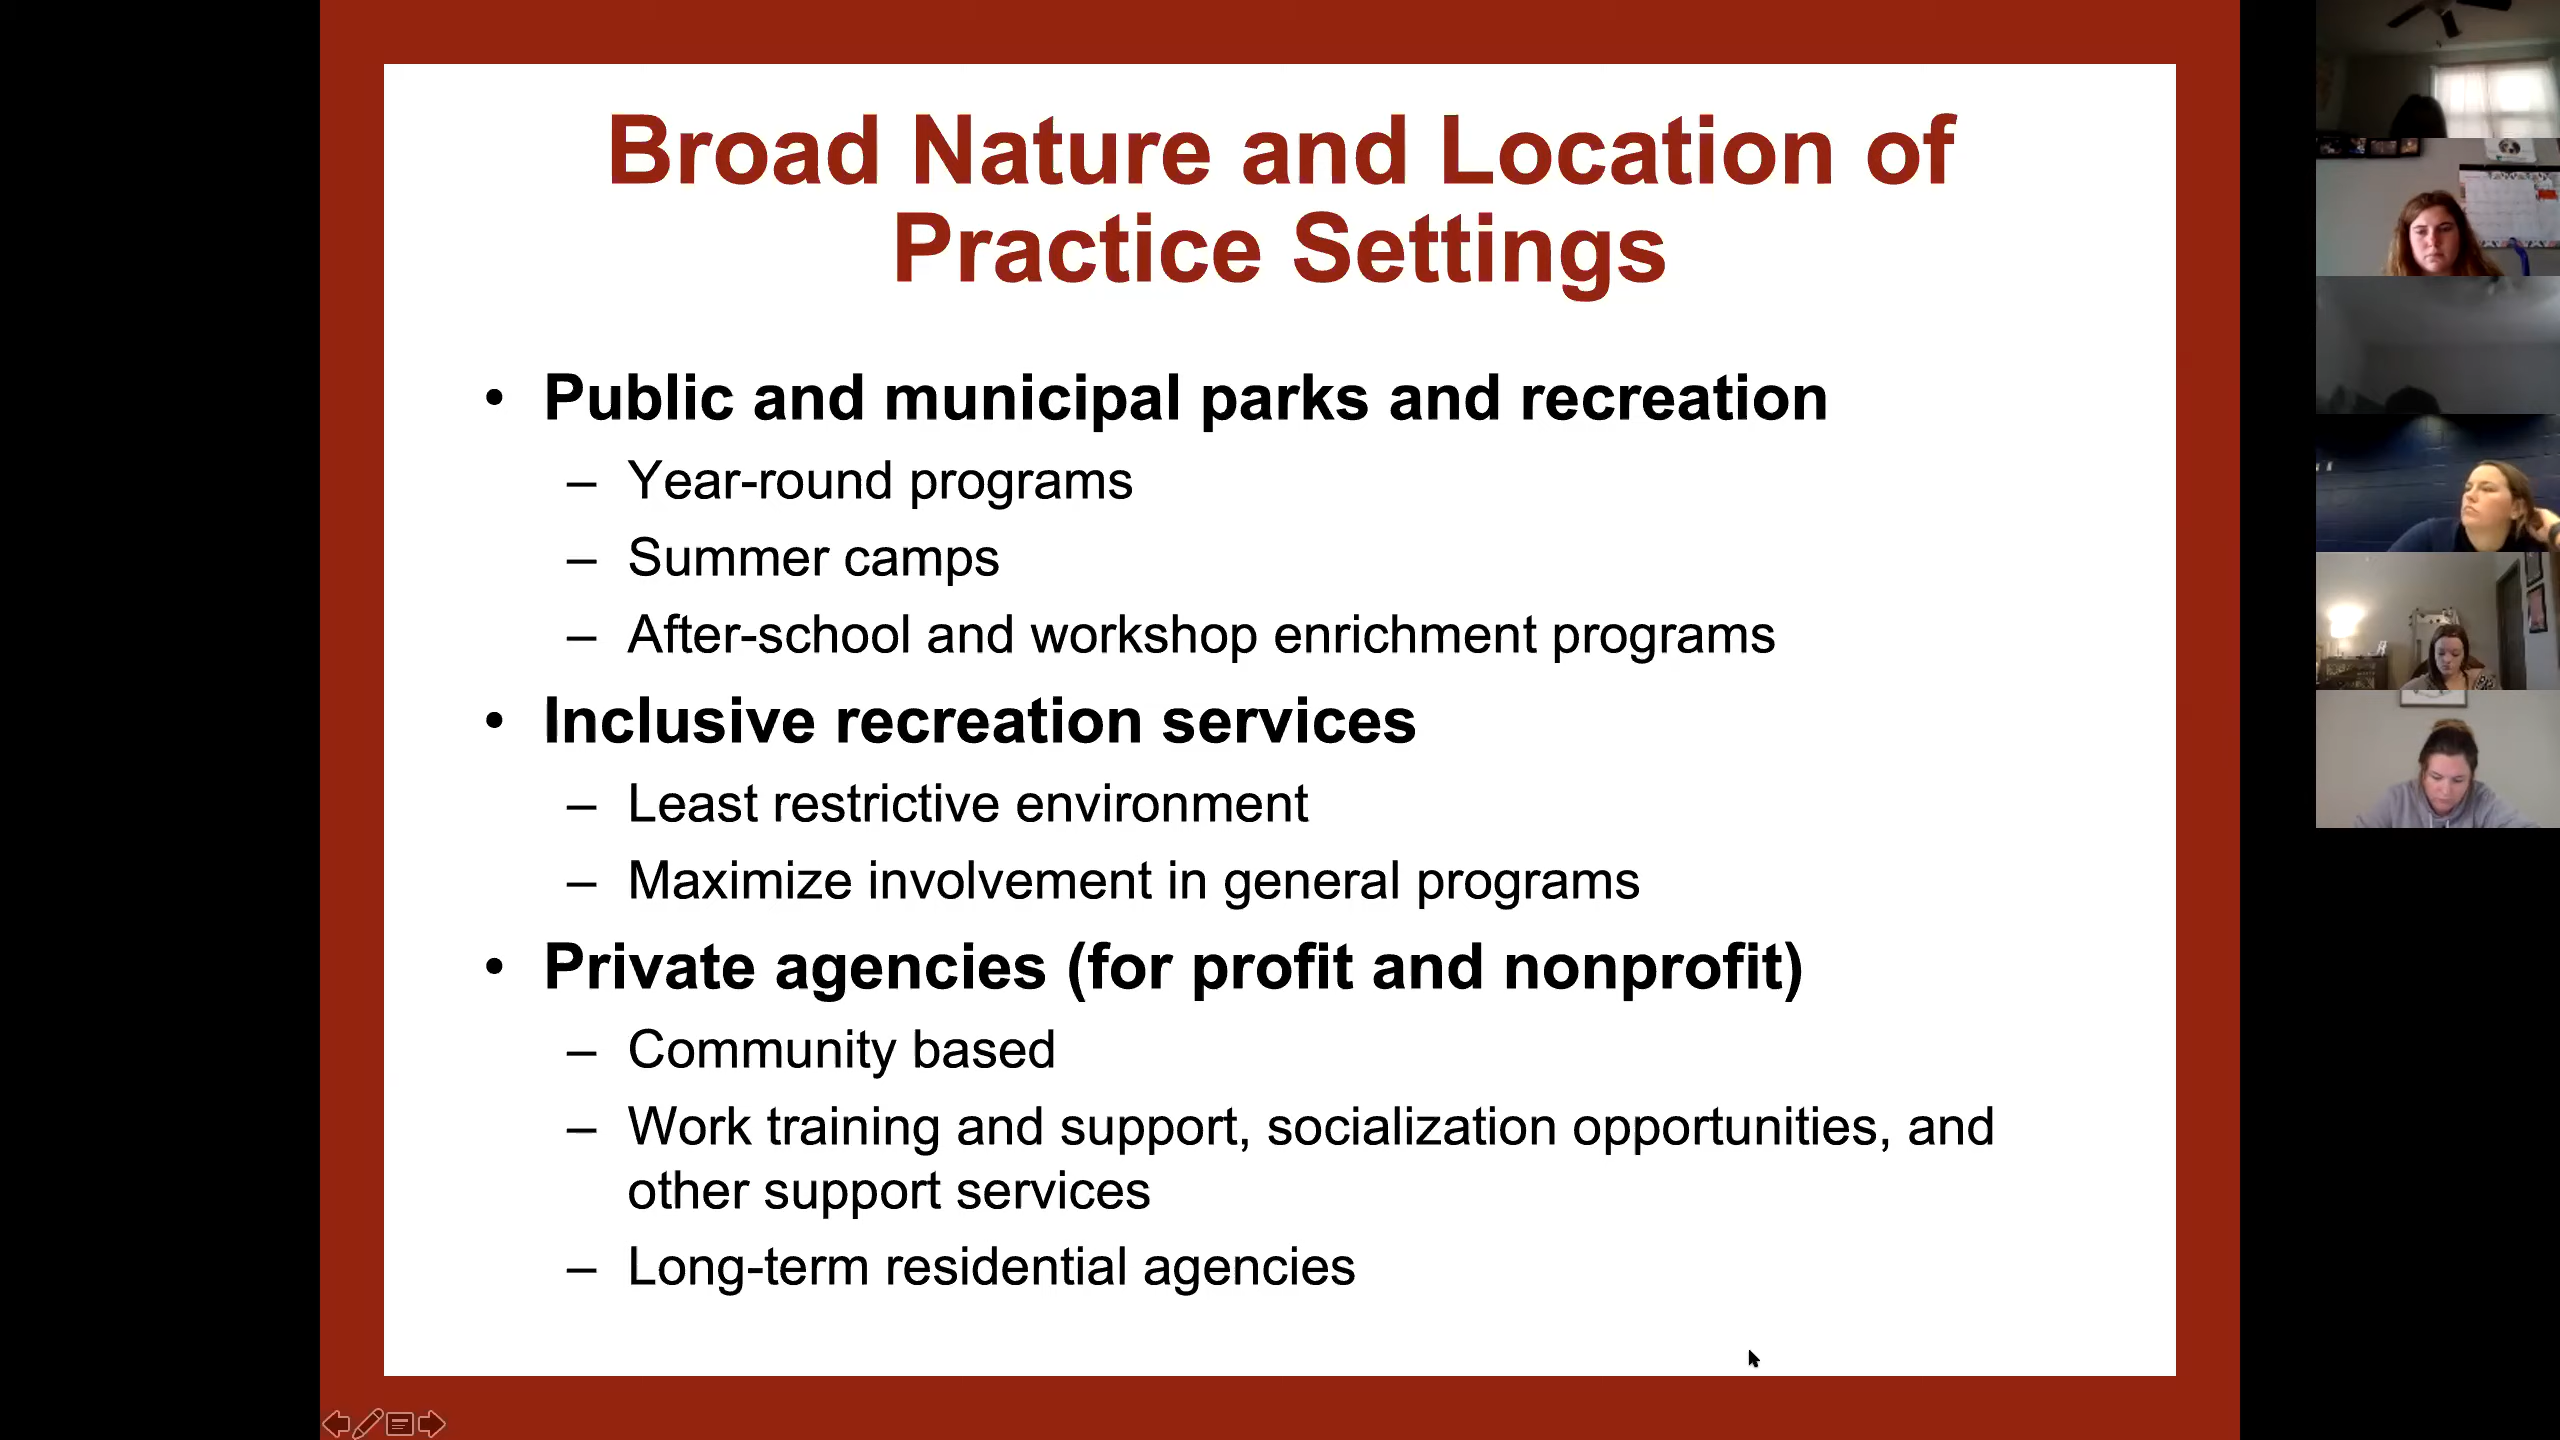 Broad Nature and Location of
Practice Settings
• Public and municipal parks and recreation
– Year-round programs
– Summer camps
– After-school and workshop enrichment programs
• Inclusive recreation services
– Least restrictive environment
– Maximize involvement in general programs
• Private agencies (for profit and nonprofit)
– Community based
– Work training and support, socialization opportunities, and
other support services
– Long-term residential agencies